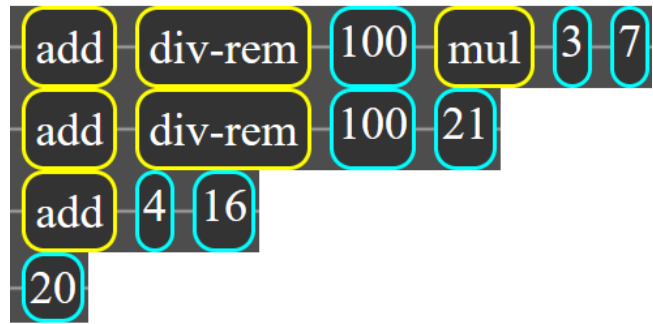 add div-rem 100 mul 3 7
add div-rem 100 21
add 4 16
20